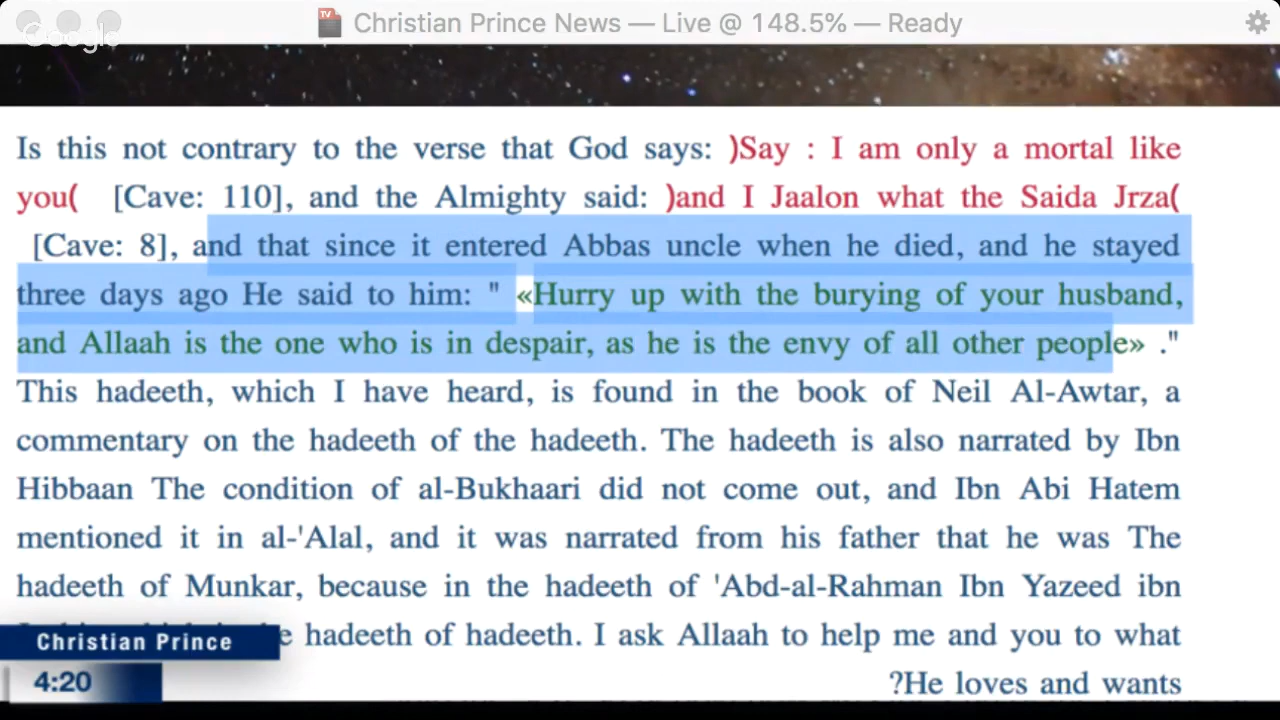 Christian Prince News — Live @ 148.5% — Ready
Google
Is this not contrary to the verse that God says: )Say : I am only a mortal like
you( [Cave: 110], and the Almighty said: )and I Jaalon what the Saida Jrza(
[Cave: 8], and that since it entered Abbas uncle when he died, and he stayed
three days ago He said to him: " «Hurry up with the burying of your husband,
and Allaah is the one who is in despair, as he is the envy of all other people» ."
This hadeeth, which I have heard, is found in the book of Neil Al-Awtar, a
commentary on the hadeeth of the hadeeth. The hadeeth is also narrated by Ibn
Hibbaan The condition of al-Bukhaari did not come out, and Ibn Abi Hatem
mentioned it in al-'Alal, and it was narrated from his father that he was The
hadeeth of Munkar, because in the hadeeth of 'Abd-al-Rahman Ibn Yazeed ibn
hadeeth of hadeeth. I ask Allaah to help me and you to what
?He loves and wants
Christian Prince
4:20